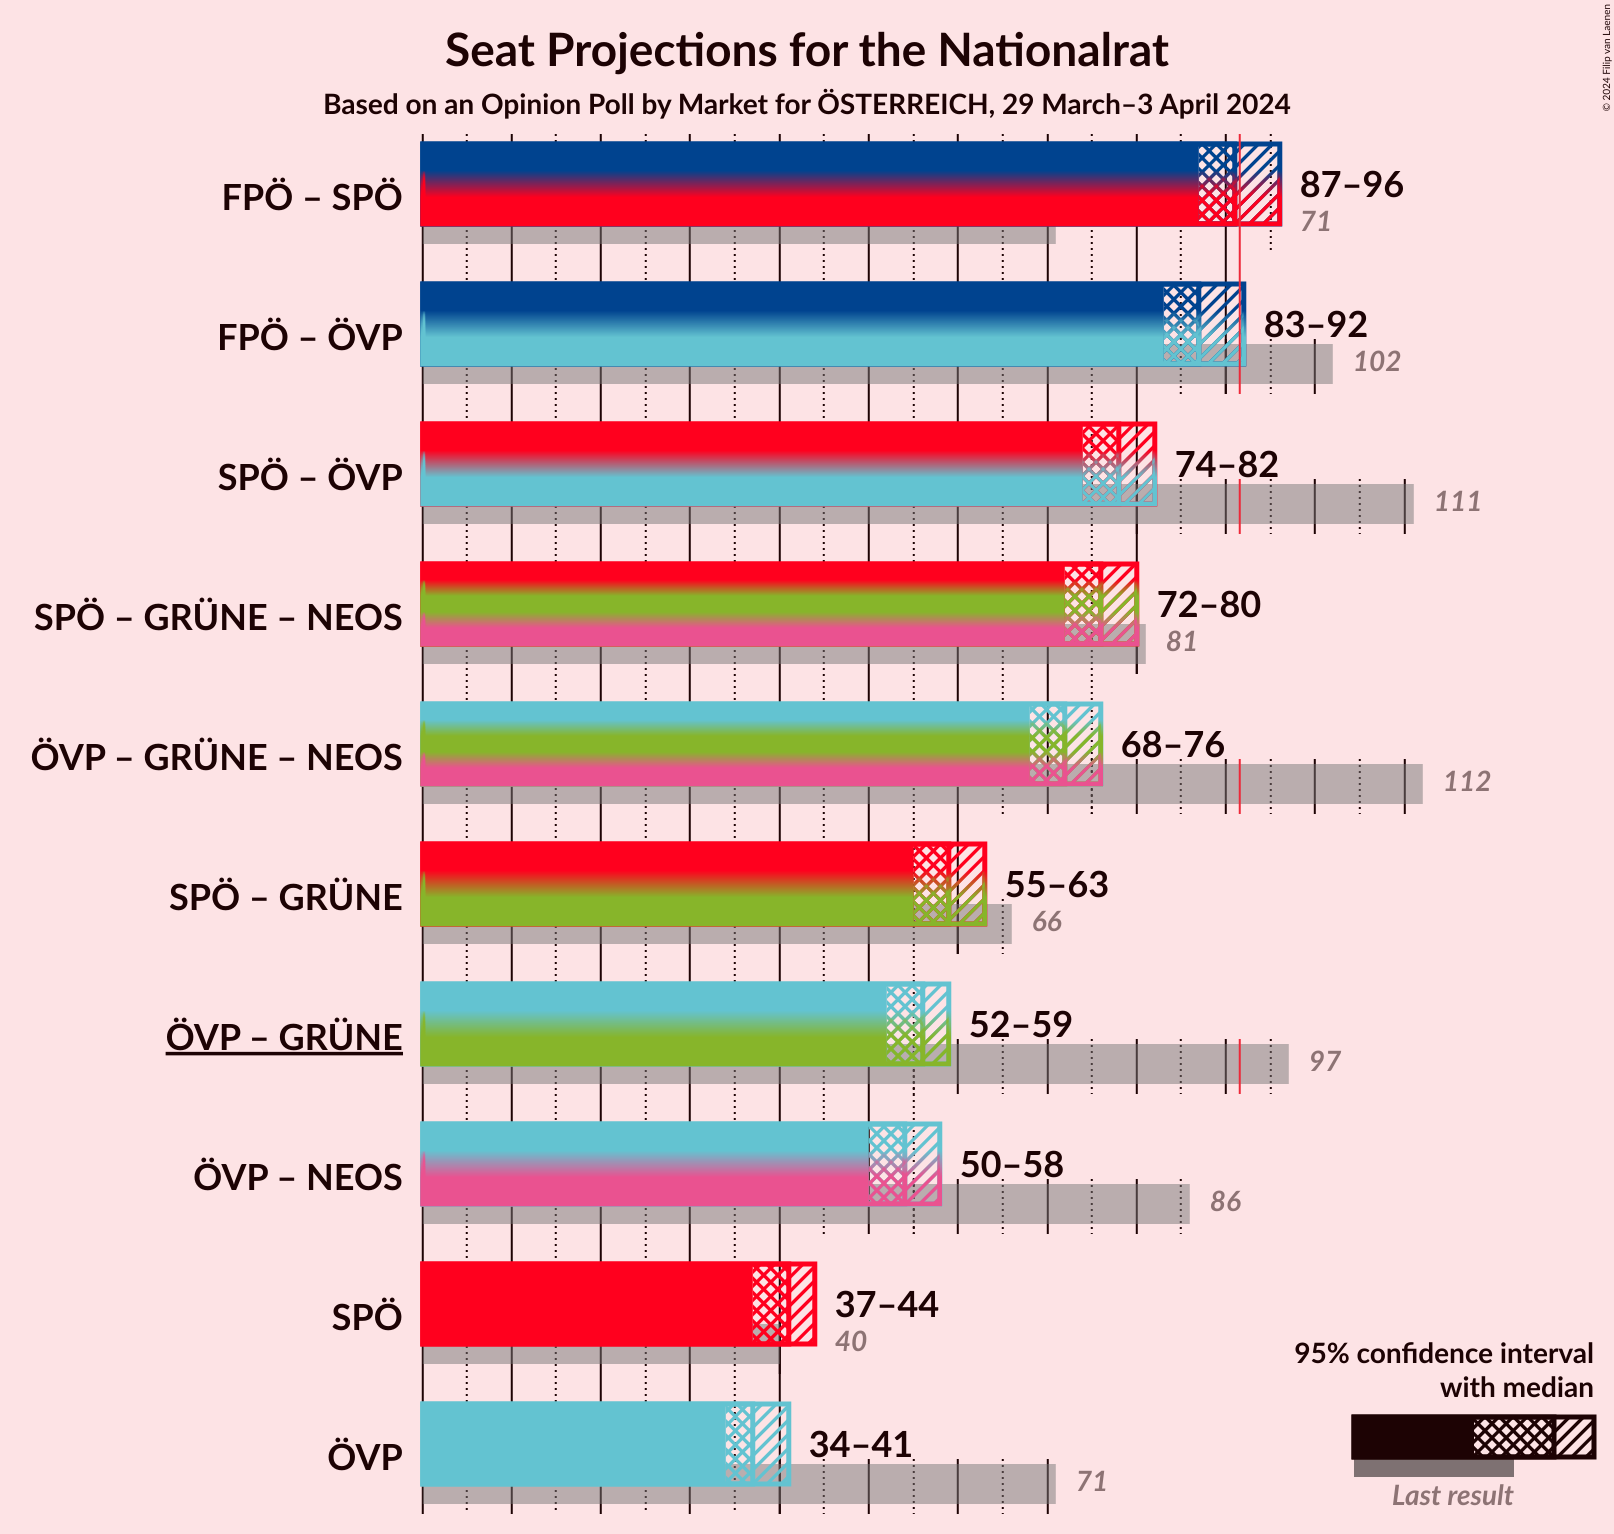 Seat Projections for the Nationalrat
Based on an Opinion Poll by Market for ÖSTERREICH, 29 March–3 April 2024
© 2024 Filip van Laenen
FPÖ – SPÖ
87–96
71
FPÖ – ÖVP
83–92
102
SPÖ – ÖVP
74–82
111
SPÖ – GRÜNE – NEOS
72–80
81
ÖVP – GRÜNE – NEOS
68–76
112
SPÖ – GRÜNE
55–63
66
ÖVP – GRÜNE
52–59
97
ÖVP – NEOS
50–58
86
SPÖ
37–44
40
ÖVP
34–41
71
95% confidence interval
with median
Last result